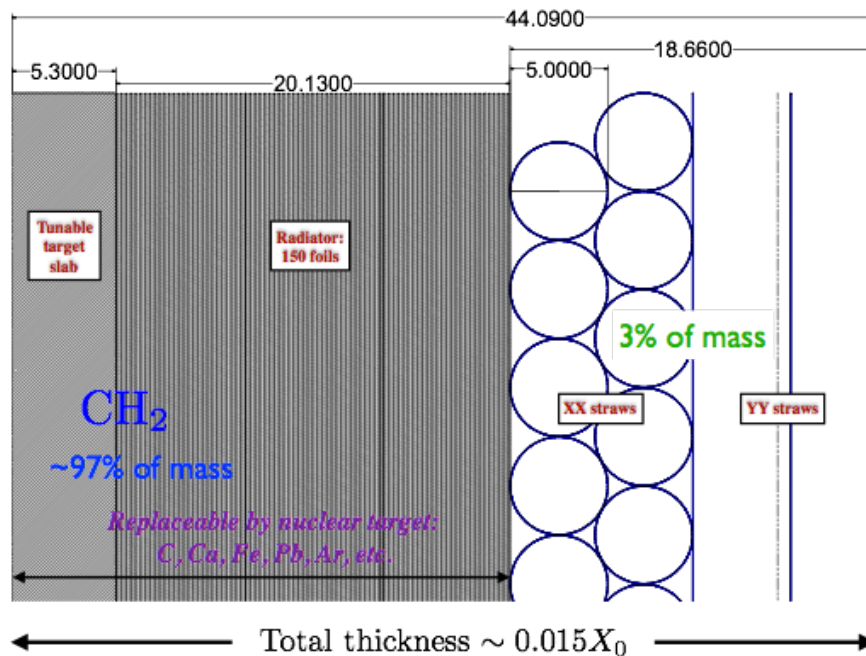 44.0900
18.6600
5.3000
20.1300
5.0000
Tunable
target
slab
Radiator:
150 foils
3% of mass
CH₂
XX straws
YY straws
~97% of mass
Replaceable by nuclear target:
C, Ca, Fe, Pb, Ar, etc.
Total thickness ~ 0.015X₀